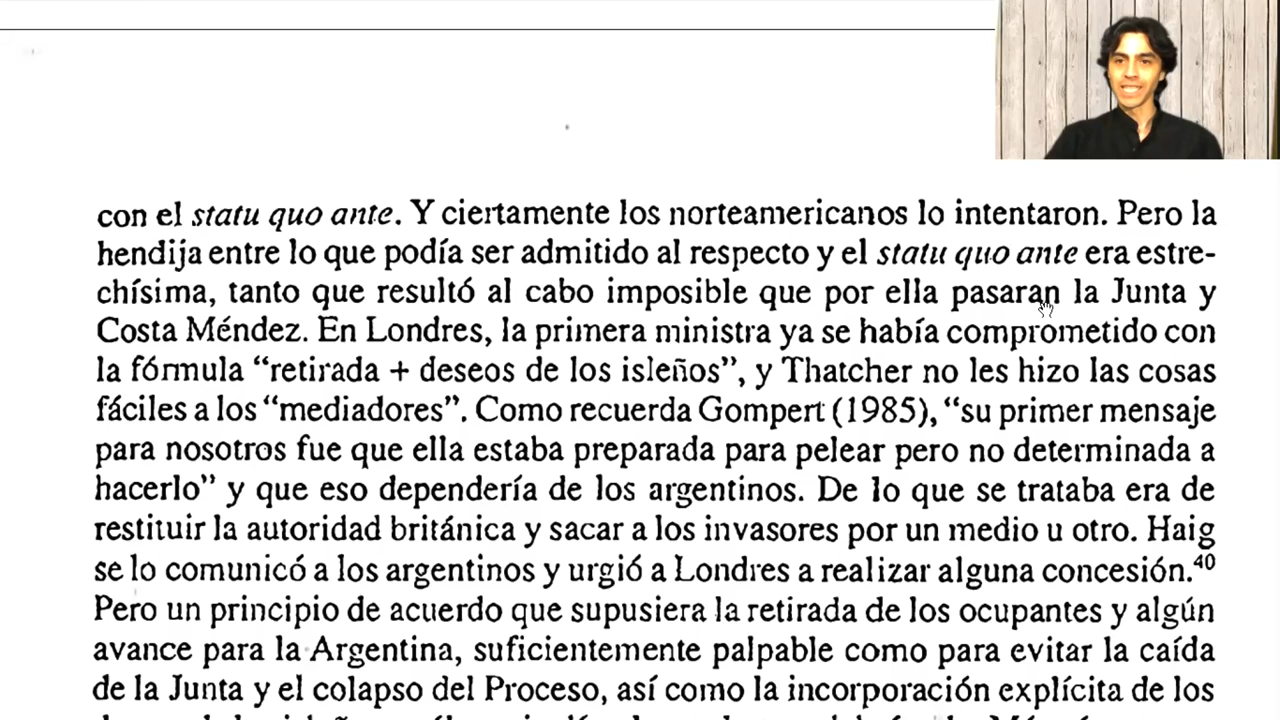 con el statu quo ante. Y ciertamente los norteamericanos lo intentaron. Pero la
hendija entre lo que podía ser admitido al respecto y el statu quo ante era estre-
chísima, tanto que resultó al cabo imposible que por ella pasaran la Junta y
Costa Méndez. En Londres, la primera ministra ya se había comprometido con
la fórmula “retirada + deseos de los isleños”, y Thatcher no les hizo las cosas
fáciles a los “mediadores”. Como recuerda Gompert (1985), “su primer mensaje
para nosotros fue que ella estaba preparada para pelear pero no determinada a
hacerlo” y que eso dependería de los argentinos. De lo que se trataba era de
restituir la autoridad británica y sacar a los invasores por un medio u otro. Haig
se lo comunicó a los argentinos y urgió a Londres a realizar alguna concesión.40
Pero un principio de acuerdo que supusiera la retirada de los ocupantes y algún
avance para la Argentina, suficientemente palpable como para evitar la caída
de la Junta y el colapso del Proceso, así como la incorporación explícita de los